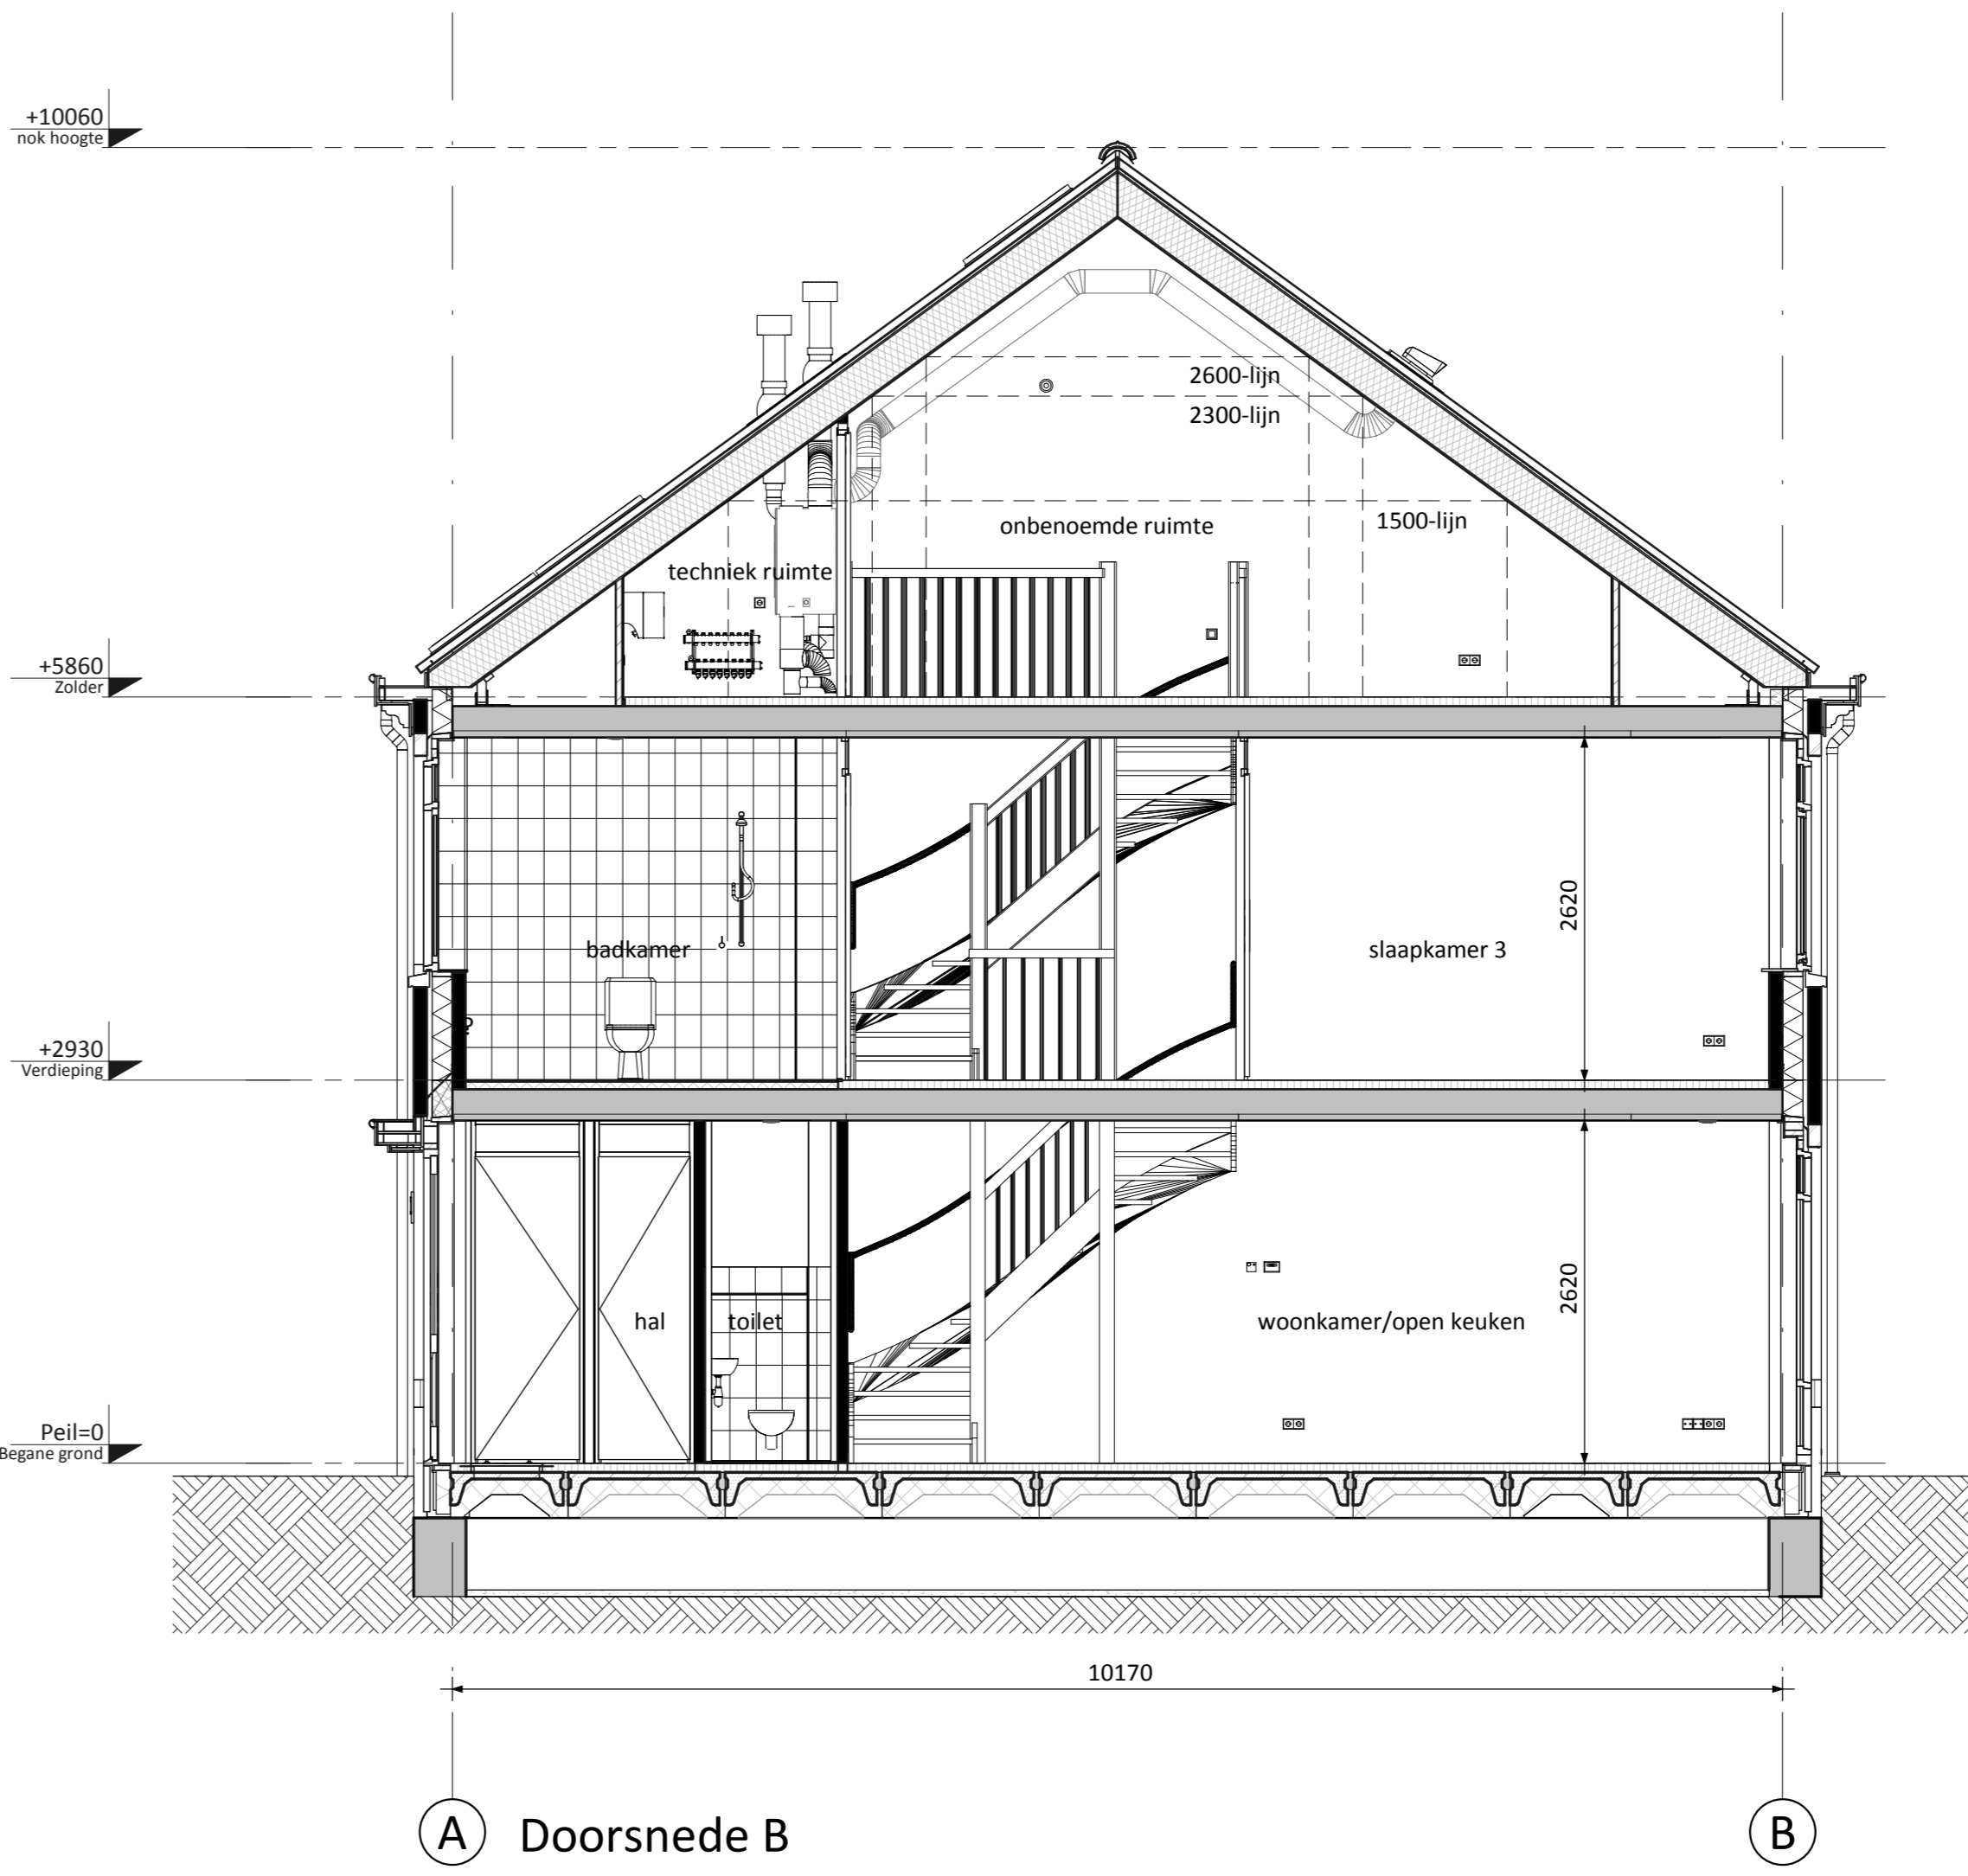 +10060
nok hoogte
2600-lijn
2300-lijn
1500-lijn
onbenoemde ruimte
techniek ruimte
+5860
Zolder
2620
badkamer
slaapkamer 3
+2930
Verdieping
2620
hal
toilet
woonkamer/open keuken
Peil=0
Begane grond
10170
A
Doorsnede B
B